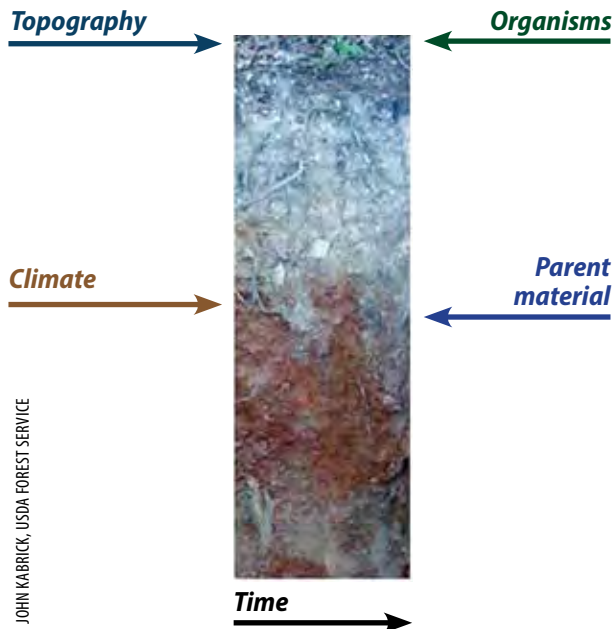 Topography
Organisms
Climate
Parent
material
Time
JOHN KABRICK, USDA FOREST SERVICE